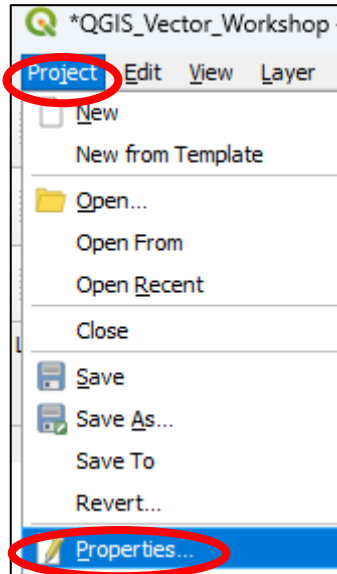 *QGIS_Vector_Workshop -
Project Edit View Layer
New
New from Template
Open...
Open From
Open Recent
Close
L
Save
Save As...
Save To
Revert...
Properties...